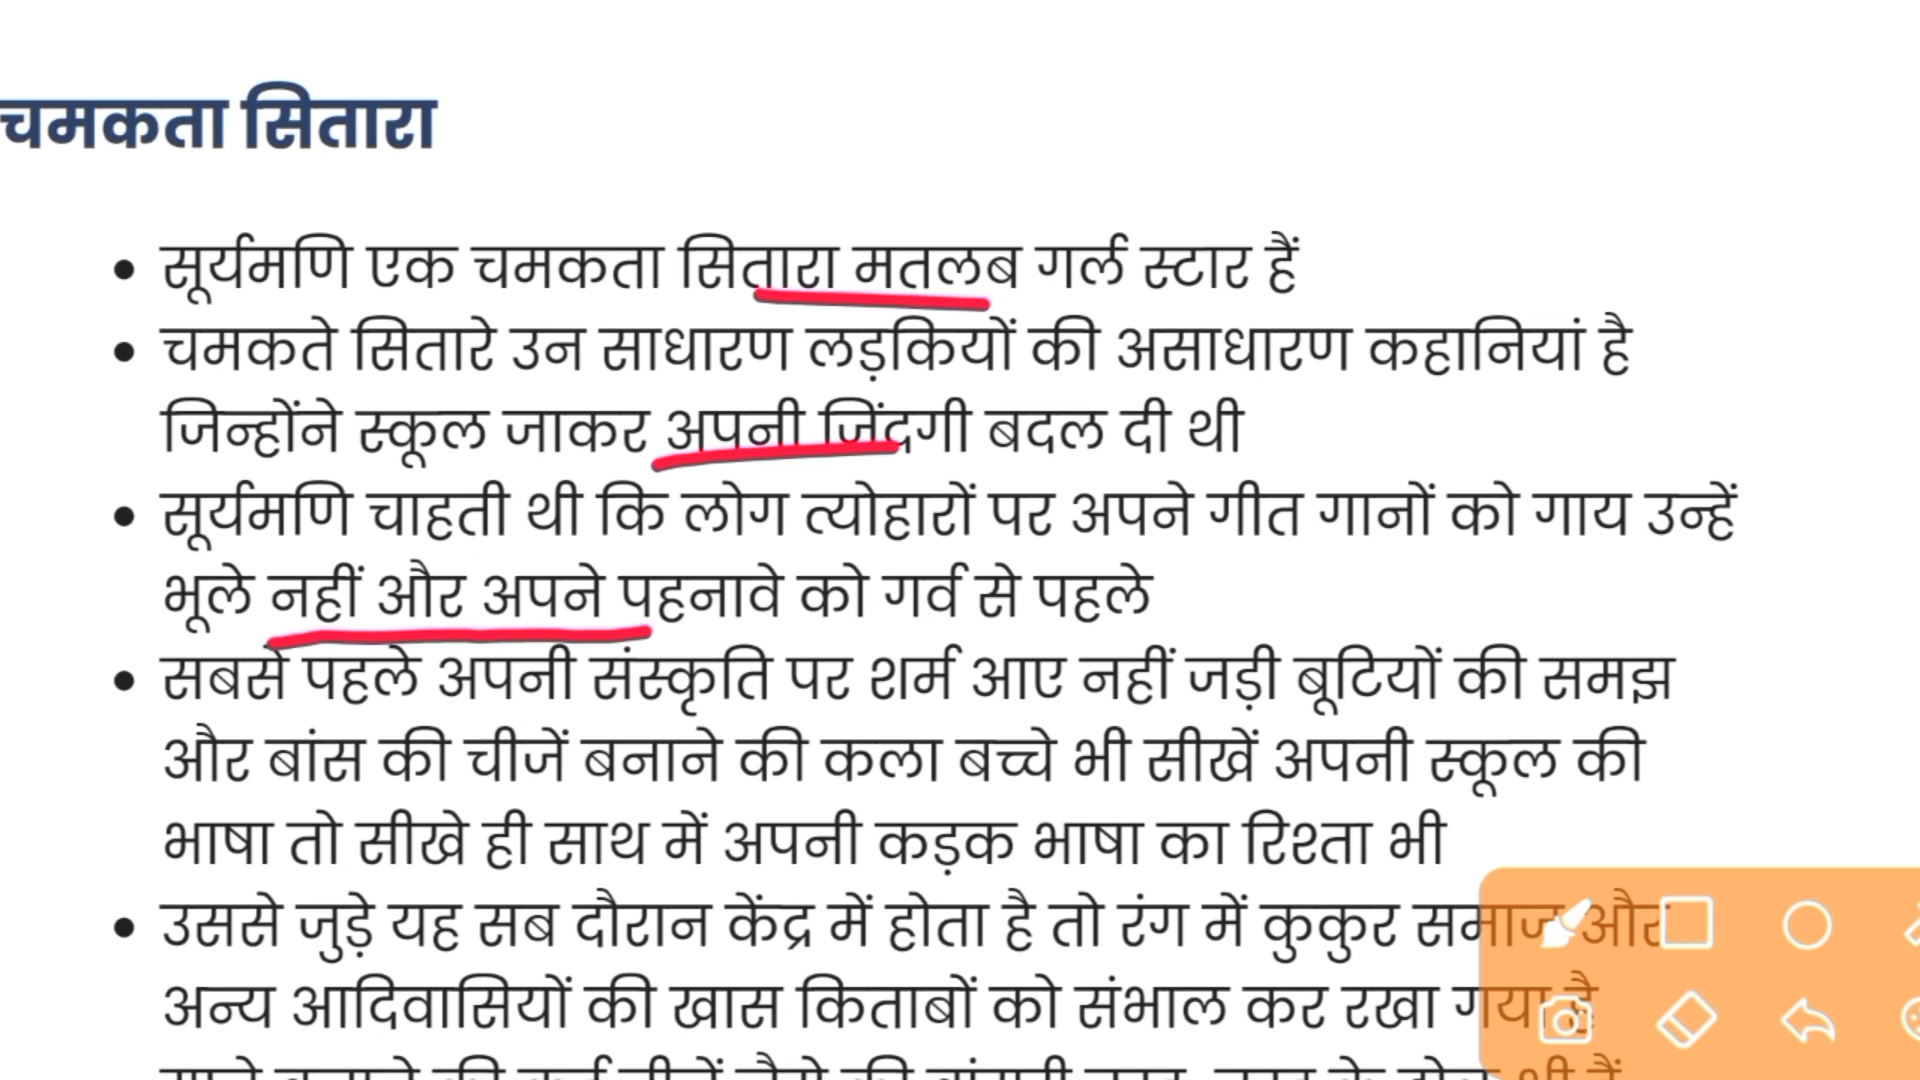 चमकता सितारा
• सूर्यमणि एक चमकता सितारा मतलब गर्ल स्टार हैं
• चमकते सितारे उन साधारण लड़कियों की असाधारण कहानियां है
जिन्होंने स्कूल जाकर अपनी जिंदगी बदल दी थी
• सूर्यमणि चाहती थी कि लोग त्योहारों पर अपने गीत गानों को गाय उन्हें
भूले नहीं और अपने पहनावे को गर्व से पहले
• सबसे पहले अपनी संस्कृति पर शर्म आए नहीं जड़ी बूटियों की समझ
और बांस की चीजें बनाने की कला बच्चे भी सीखें अपनी स्कूल की
भाषा तो सीखे ही साथ में अपनी कड़क भाषा का रिश्ता भी
• उससे जुड़े यह सब दौरान केंद्र में होता है तो रंग में कुकुर समाज और
अन्य आदिवासियों की खास किताबों को संभाल कर रखा गया है